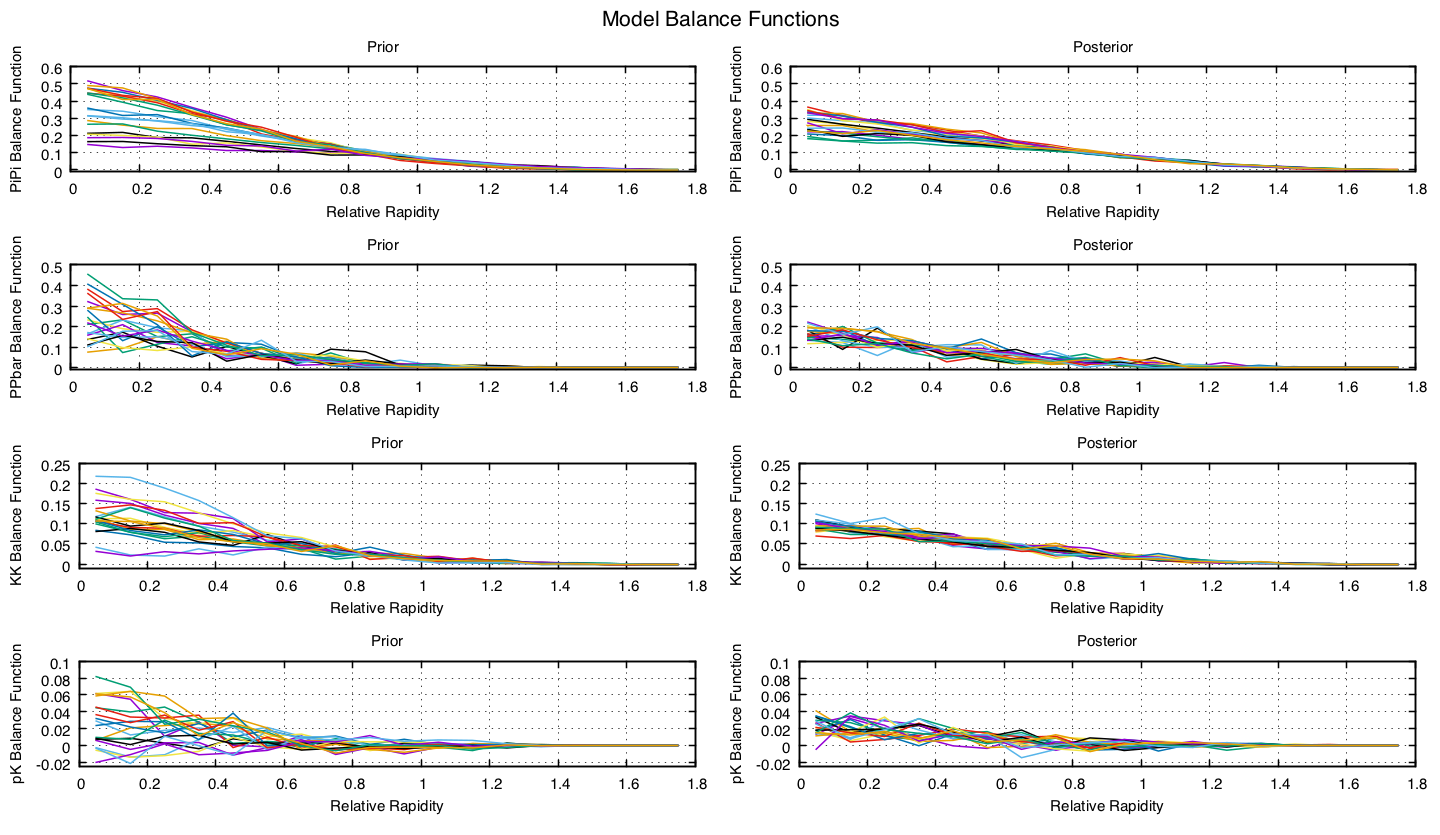 Model Balance Functions
Prior
PiPi Balance Function
0.6
0.5
0.4
0.3
0.2
0.1
0
0 0.2 0.4 0.6 0.8 1 1.2 1.4 1.6 1.8
Relative Rapidity
Posterior
PiPi Balance Function
0.6
0.5
0.4
0.3
0.2
0.1
0
0 0.2 0.4 0.6 0.8 1 1.2 1.4 1.6 1.8
Relative Rapidity
Prior
PPbar Balance Function
0.5
0.4
0.3
0.2
0.1
0
0 0.2 0.4 0.6 0.8 1 1.2 1.4 1.6 1.8
Relative Rapidity
Posterior
PPbar Balance Function
0.5
0.4
0.3
0.2
0.1
0
0 0.2 0.4 0.6 0.8 1 1.2 1.4 1.6 1.8
Relative Rapidity
Prior
KK Balance Function
0.25
0.2
0.15
0.1
0.05
0
0 0.2 0.4 0.6 0.8 1 1.2 1.4 1.6 1.8
Relative Rapidity
Posterior
KK Balance Function
0.25
0.2
0.15
0.1
0.05
0
0 0.2 0.4 0.6 0.8 1 1.2 1.4 1.6 1.8
Relative Rapidity
Prior
pK Balance Function
0.1
0.08
0.06
0.04
0.02
0
-0.02
0 0.2 0.4 0.6 0.8 1 1.2 1.4 1.6 1.8
Relative Rapidity
Posterior
pK Balance Function
0.1
0.08
0.06
0.04
0.02
0
-0.02
0 0.2 0.4 0.6 0.8 1 1.2 1.4 1.6 1.8
Relative Rapidity